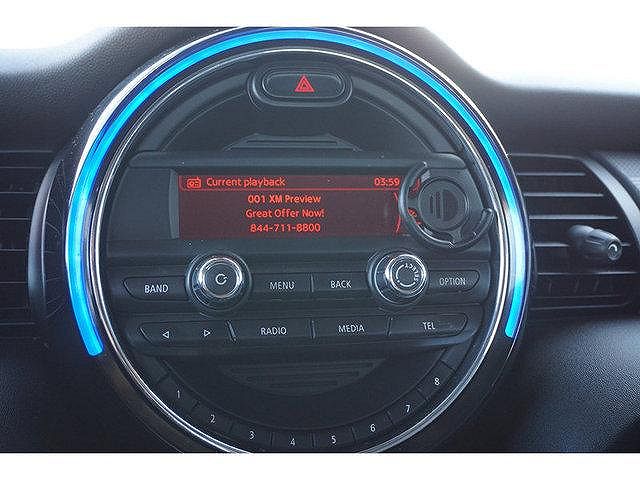 Current playback 03:59
001 XM Preview
Great Offer Now!
844-711-8800
BAND MENU BACK SELECT OPTION
RADIO MEDIA TEL
1 2 3 4 5 6 7 8